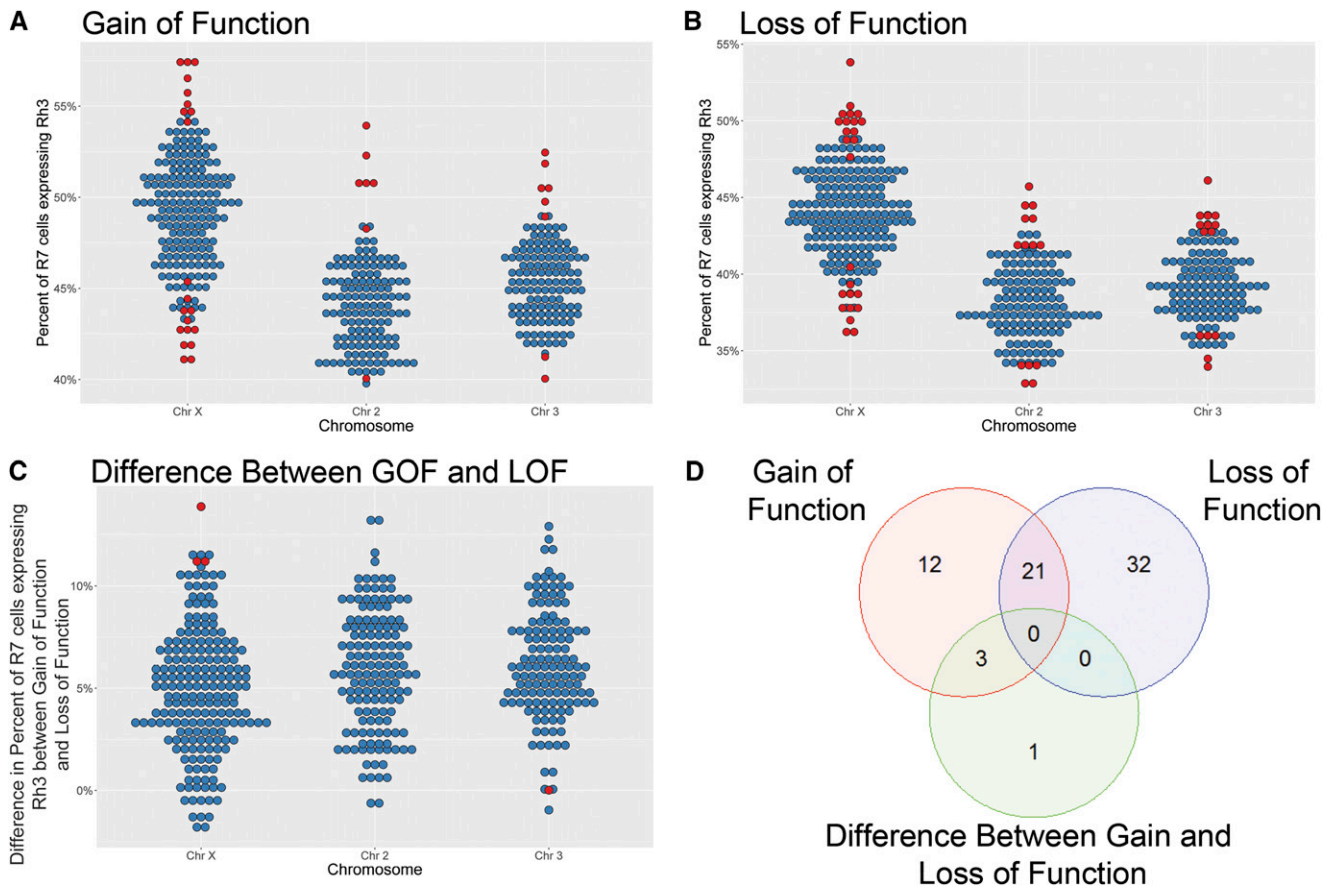 A Gain of Function
Percent of R7 cells expressing Rh3
55%
50%
45%
40%
Chr X Chr 2 Chr 3
Chromosome
B Loss of Function
Percent of R7 cells expressing Rh3
55%
50%
45%
40%
35%
Chr X Chr 2 Chr 3
Chromosome
C Difference Between GOF and LOF
Difference in Percent of R7 cells expressing
Rh3 between Gain of Function
and Loss of Function
10%
5%
0%
Chr X Chr 2 Chr 3
Chromosome
D
Gain of
Function
Loss of
Function
12
21
32
0
3
0
1
Difference Between Gain and
Loss of Function